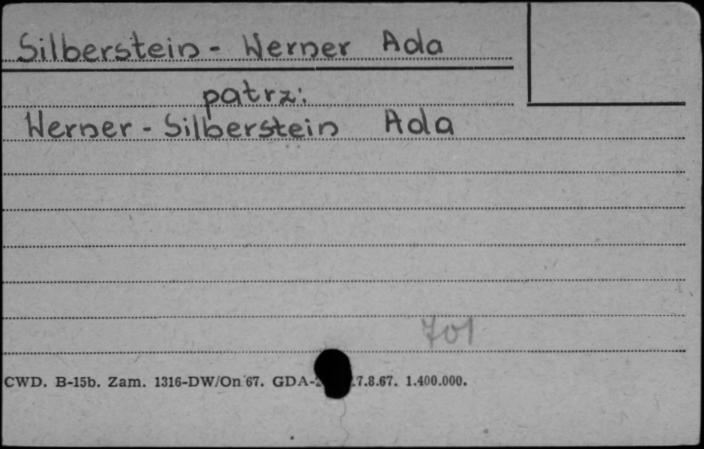 Silberstein - Werner Ada
patrz:
Werner - Silberstein Ada
701
CWD. B-15b. Zam. 1316-DW/On 67. GDA- 7.8.67. 1.400.000.